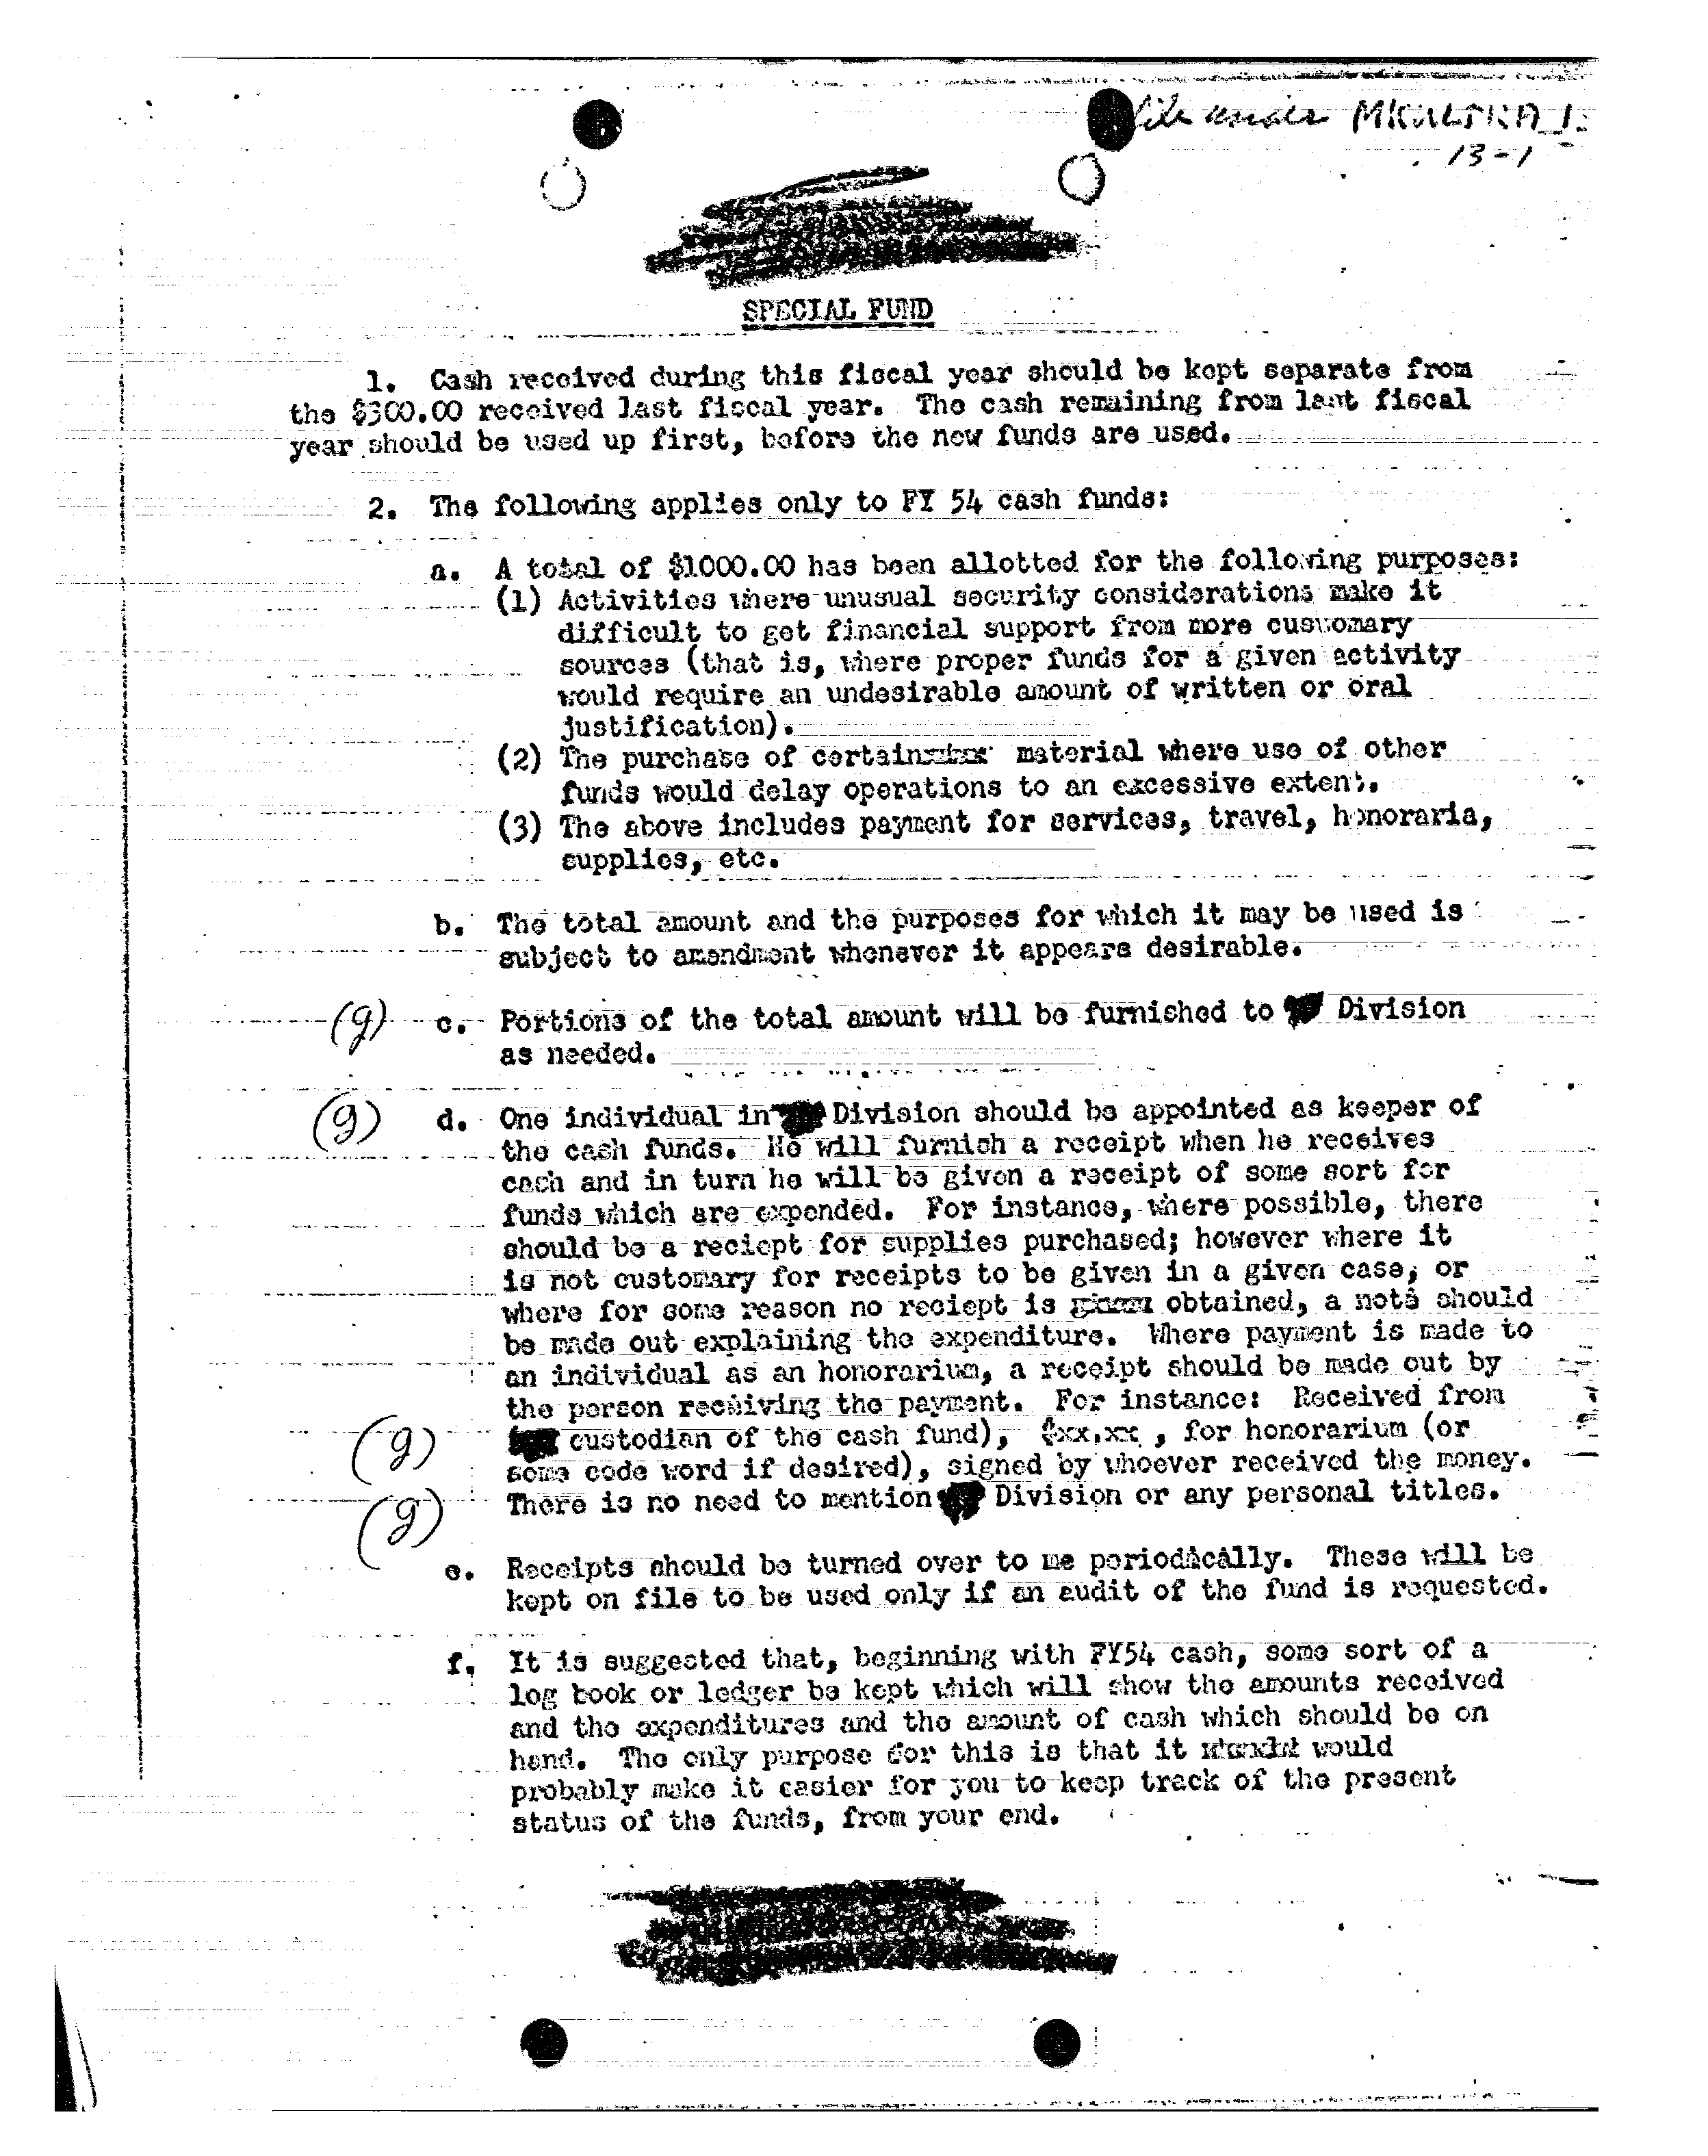 file under MKULTRA 1.
13-1
SPECIAL FUND
1. Cash received during this fiscal year should be kept separate from
the $300.00 received last fiscal year. The cash remaining from last fiscal
year should be used up first, before the new funds are used.
2. The following applies only to FY 54 cash funds:
a. A total of $1000.00 has been allotted for the following purposes:
(1) Activities where unusual security considerations make it
difficult to get financial support from more customary
sources (that is, where proper funds for a given activity
would require an undesirable amount of written or oral
justification).
(2) The purchase of certain material where use of other
funds would delay operations to an excessive extent.
(3) The above includes payment for services, travel, honoraria,
supplies, etc.
b. The total amount and the purposes for which it may be used is
subject to amendment whenever it appears desirable.
(g) c. Portions of the total amount will be furnished to Division
as needed.
(g) d. One individual in Division should be appointed as keeper of
the cash funds. He will furnish a receipt when he receives
cash and in turn he will be given a receipt of some sort for
funds which are expended. For instance, where possible, there
should be a reciept for supplies purchased; however where it
is not customary for receipts to be given in a given case, or
where for some reason no reciept is obtained, a note should
be made out explaining the expenditure. Where payment is made to
an individual as an honorarium, a receipt should be made out by
the person receiving the payment. For instance: Received from
(g) custodian of the cash fund), $xx.xx , for honorarium (or
some code word if desired), signed by whoever received the money.
(g) There is no need to mention Division or any personal titles.
e. Receipts should be turned over to me periodically. These will be
kept on file to be used only if an audit of the fund is requested.
f. It is suggested that, beginning with FY54 cash, some sort of a
log book or ledger be kept which will show the amounts received
and the expenditures and the amount of cash which should be on
hand. The only purpose for this is that it would
probably make it easier for you to keep track of the present
status of the funds, from your end.